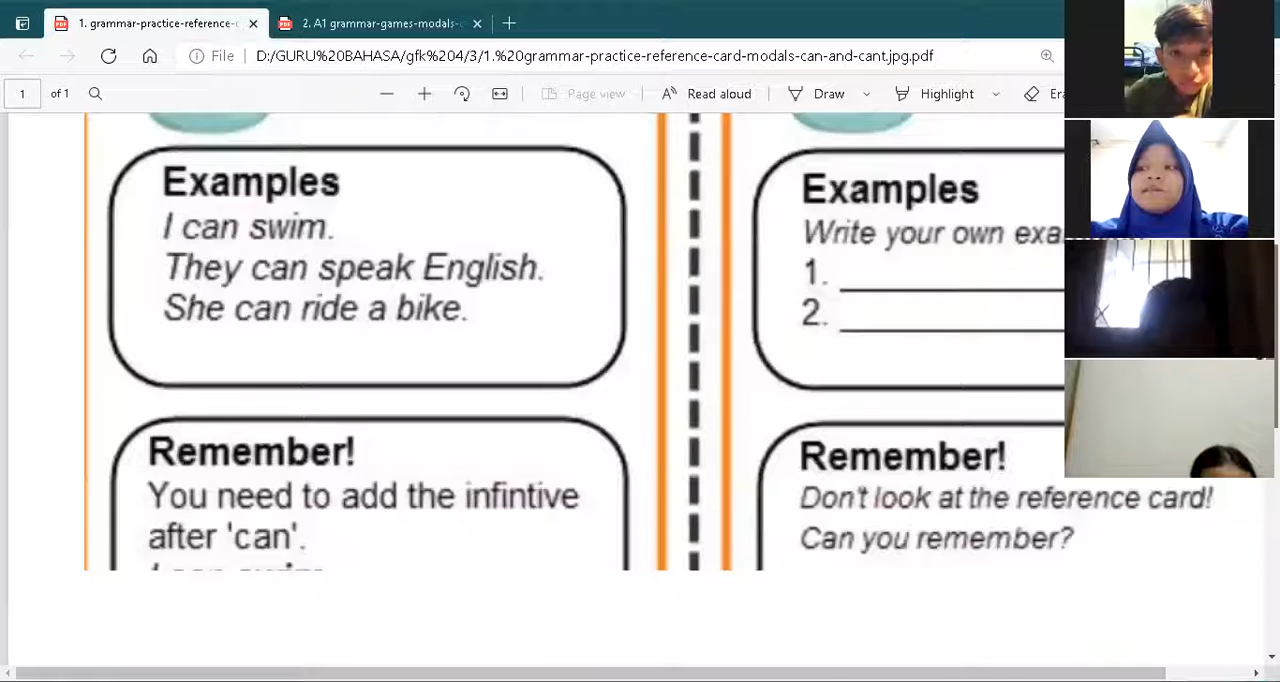 1. grammar-practice-reference-
2. A1 grammar-games-modals-
File
D:/GURU%20BAHASA/gfk%204/3/1.%20grammar-practice-reference-card-modals-can-and-cant.jpg.pdf
1 of 1
Page view
Read aloud
Draw
Highlight
Era
Examples
I can swim.
They can speak English.
She can ride a bike.
Remember!
You need to add the infintive
after 'can'.
I can swim
Examples
Write your own exa
1.
2.
Remember!
Don't look at the reference card!
Can you remember?